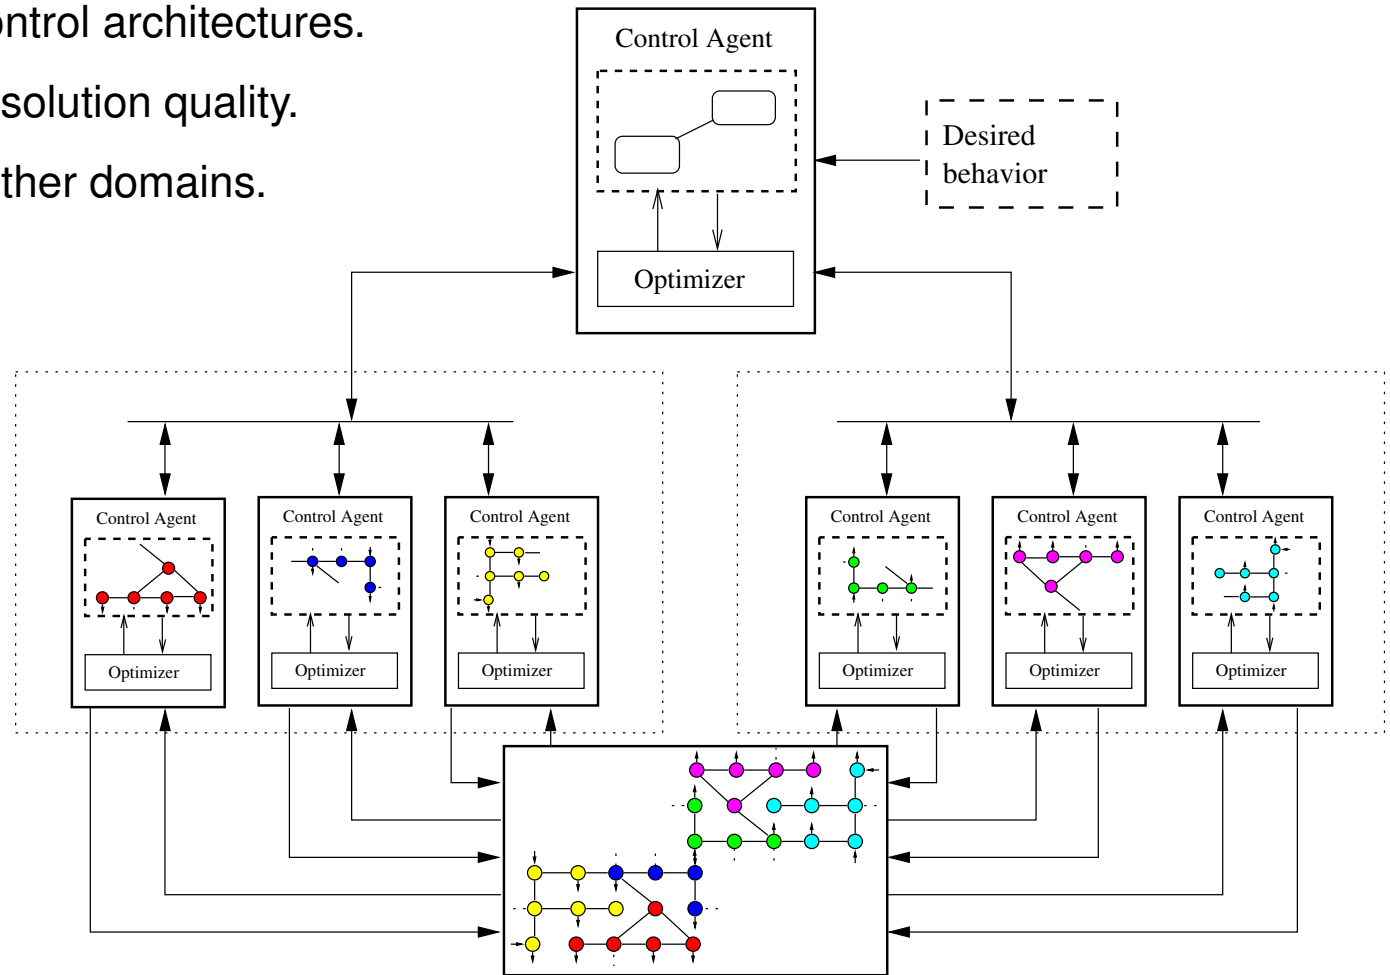 ontrol architectures.
solution quality.
ther domains.
Control Agent
Desired
behavior
Optimizer
Control Agent
Control Agent
Control Agent
Control Agent
Control Agent
Control Agent
Optimizer
Optimizer
Optimizer
Optimizer
Optimizer
Optimizer